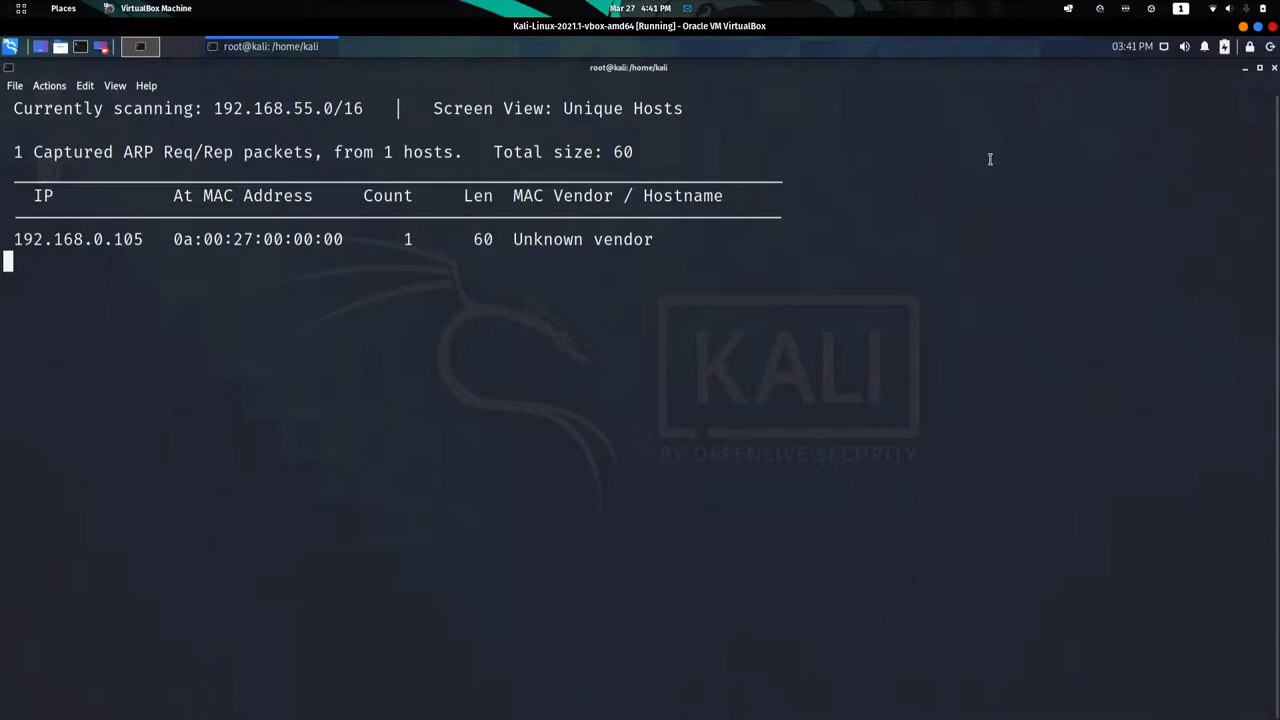 Places VirtualBox Machine Mar 27 4:41 PM 1
Kali-Linux-2021.1-vbox-amd64 [Running] - Oracle VM VirtualBox
root@kali: /home/kali 03:41 PM
root@kali: /home/kali
File Actions Edit View Help
Currently scanning: 192.168.55.0/16 | Screen View: Unique Hosts
1 Captured ARP Req/Rep packets, from 1 hosts. Total size: 60
IP At MAC Address Count Len MAC Vendor / Hostname
192.168.0.105 0a:00:27:00:00:00 1 60 Unknown vendor
KALI
BY OFFENSIVE SECURITY